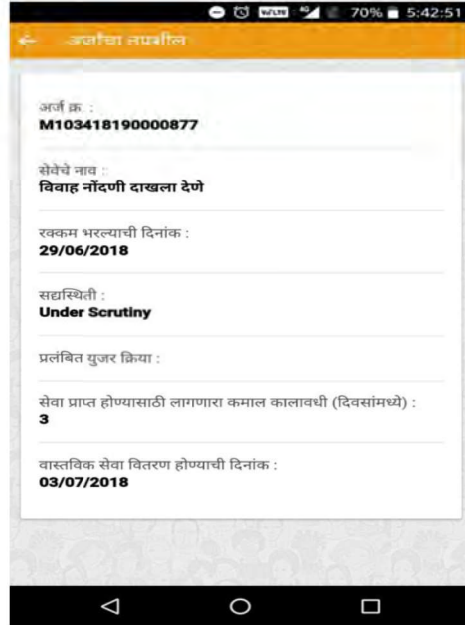 70% 5:42:51
अर्जाचा तपशील
अर्ज क्र :
M103418190000877
सेवेचे नाव :
विवाह नोंदणी दाखला देणे
रक्कम भरल्याची दिनांक :
29/06/2018
सद्यस्थिती :
Under Scrutiny
प्रलंबित युजर क्रिया :
सेवा प्राप्त होण्यासाठी लागणारा कमाल कालावधी (दिवसांमध्ये) :
3
वास्तविक सेवा वितरण होण्याची दिनांक :
03/07/2018